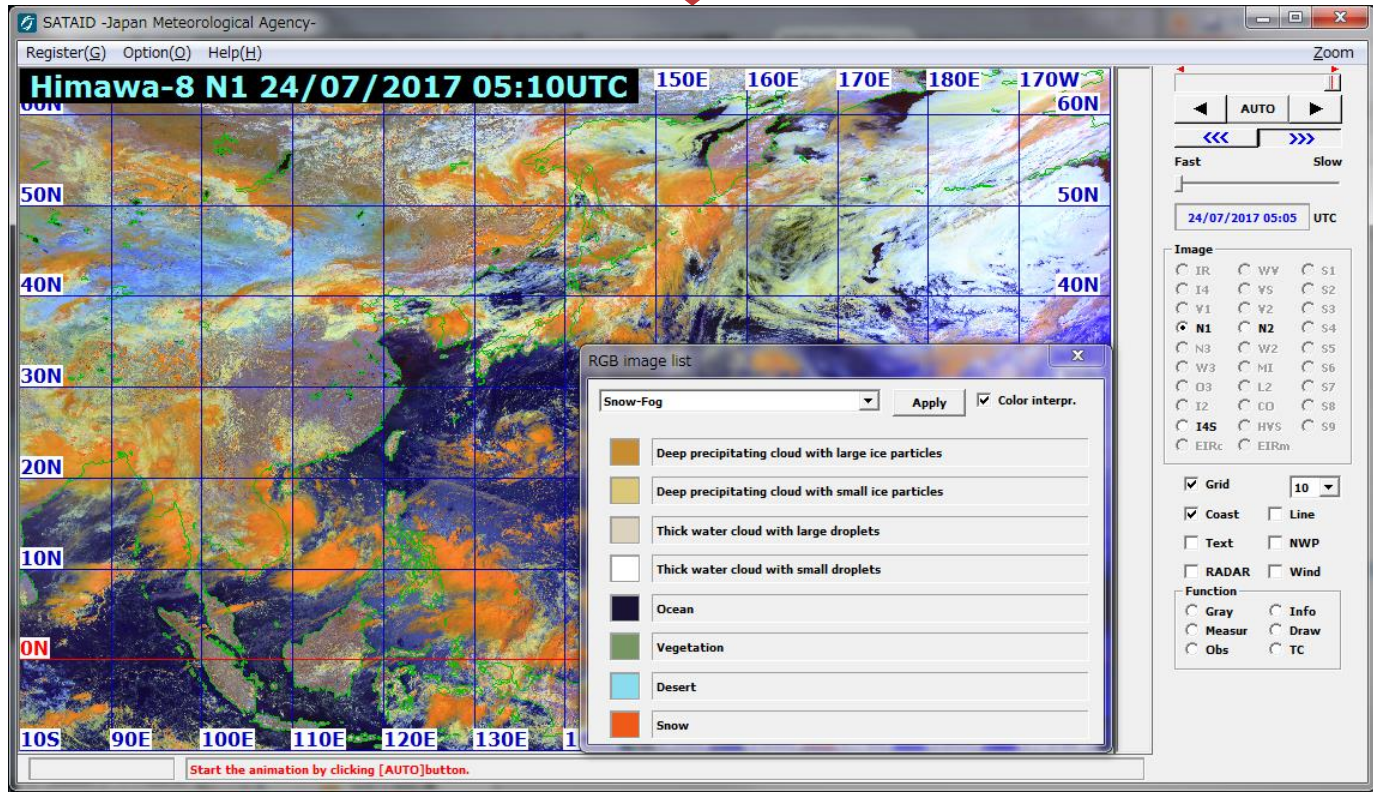 SATAID -Japan Meteorological Agency-
Register(G) Option(O) Help(H) Zoom
Himawa-8 N1 24/07/2017 05:10UTC
150E 160E 170E 180E 170W
60N 60N
50N 50N
40N 40N
30N
20N
10N
0N
10S 90E 100E 110E 120E 130E 1
AUTO
<<< >>>
Fast Slow
24/07/2017 05:05 UTC
Image
IR WV S1
I4 VS S2
V1 V2 S3
N1 N2 S4
N3 W2 S5
W3 MI S6
O3 L2 S7
I2 CO S8
I4S HVS S9
EIRc EIRm
Grid 10
Coast Line
Text NWP
RADAR Wind
Function
Gray Info
Measur Draw
Obs TC
RGB image list
Snow-Fog Apply Color interpr.
Deep precipitating cloud with large ice particles
Deep precipitating cloud with small ice particles
Thick water cloud with large droplets
Thick water cloud with small droplets
Ocean
Vegetation
Desert
Snow
Start the animation by clicking [AUTO]button.